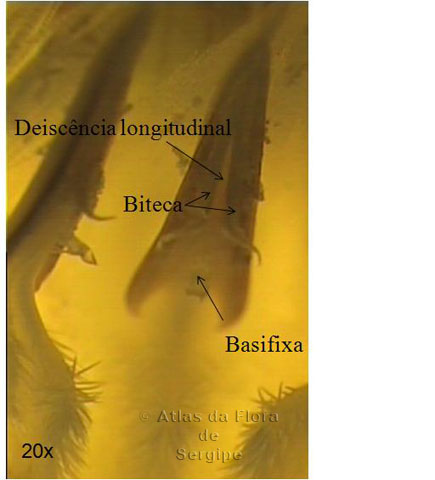 Deiscência longitudinal
Biteca
Basifixa
© Atlas da Flora
de
Sergipe
20x